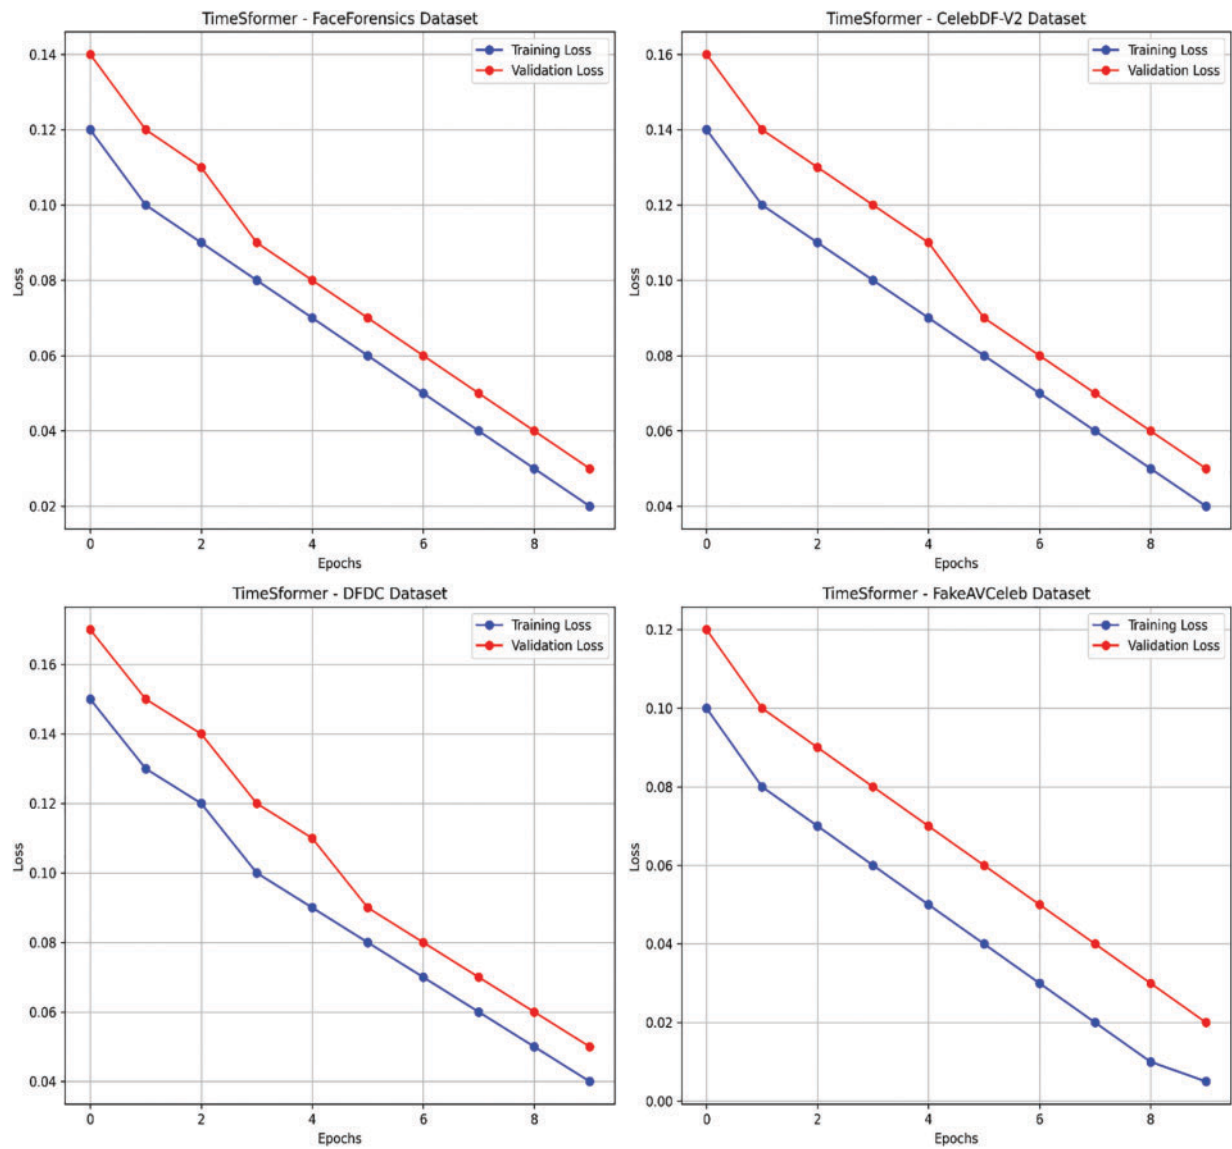 TimeSformer - FaceForensics Dataset
Training Loss
Validation Loss
0.14
0.12
0.10
0.08
0.06
0.04
0.02
Loss
0 2 4 6 8
Epochs
TimeSformer - CelebDF-V2 Dataset
Training Loss
Validation Loss
0.16
0.14
0.12
0.10
0.08
0.06
0.04
Loss
0 2 4 6 8
Epochs
TimeSformer - DFDC Dataset
Training Loss
Validation Loss
0.16
0.14
0.12
0.10
0.08
0.06
0.04
Loss
0 2 4 6 8
Epochs
TimeSformer - FakeAVCeleb Dataset
Training Loss
Validation Loss
0.12
0.10
0.08
0.06
0.04
0.02
0.00
Loss
0 2 4 6 8
Epochs